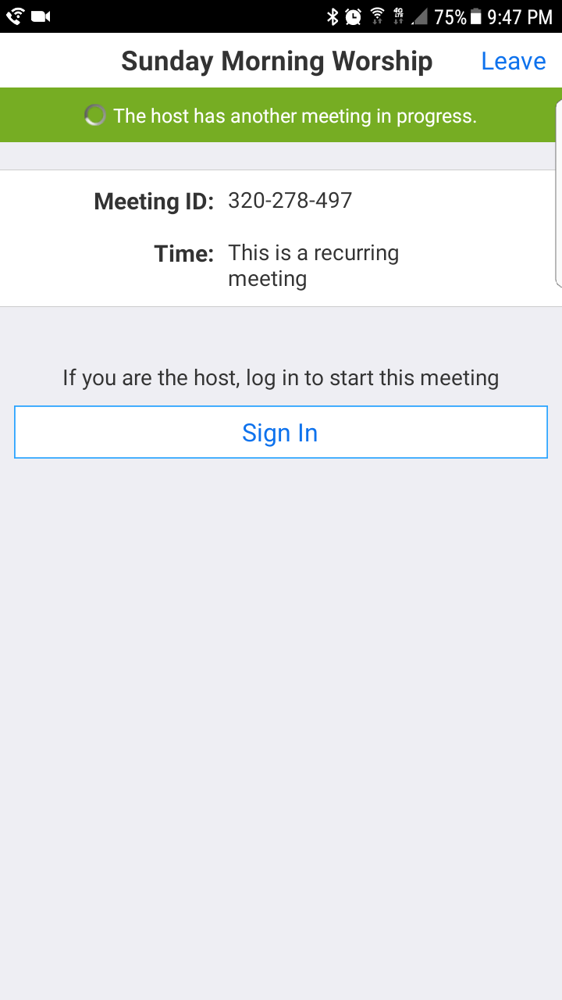 4G LTE 75% 9:47 PM
Sunday Morning Worship Leave
The host has another meeting in progress.
Meeting ID: 320-278-497
Time: This is a recurring
meeting
If you are the host, log in to start this meeting
Sign In